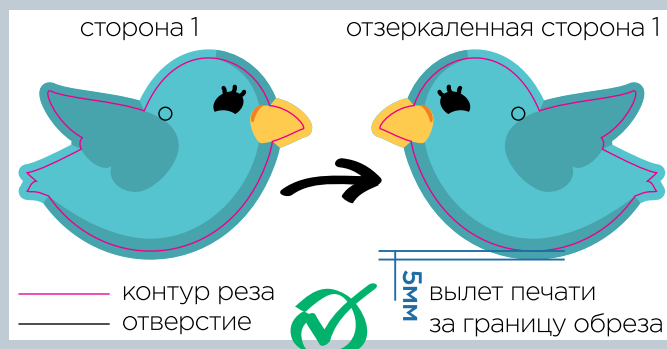 сторона 1
отзеркаленная сторона 1
контур реза
отверстие
5мм
вылет печати
за границу обреза